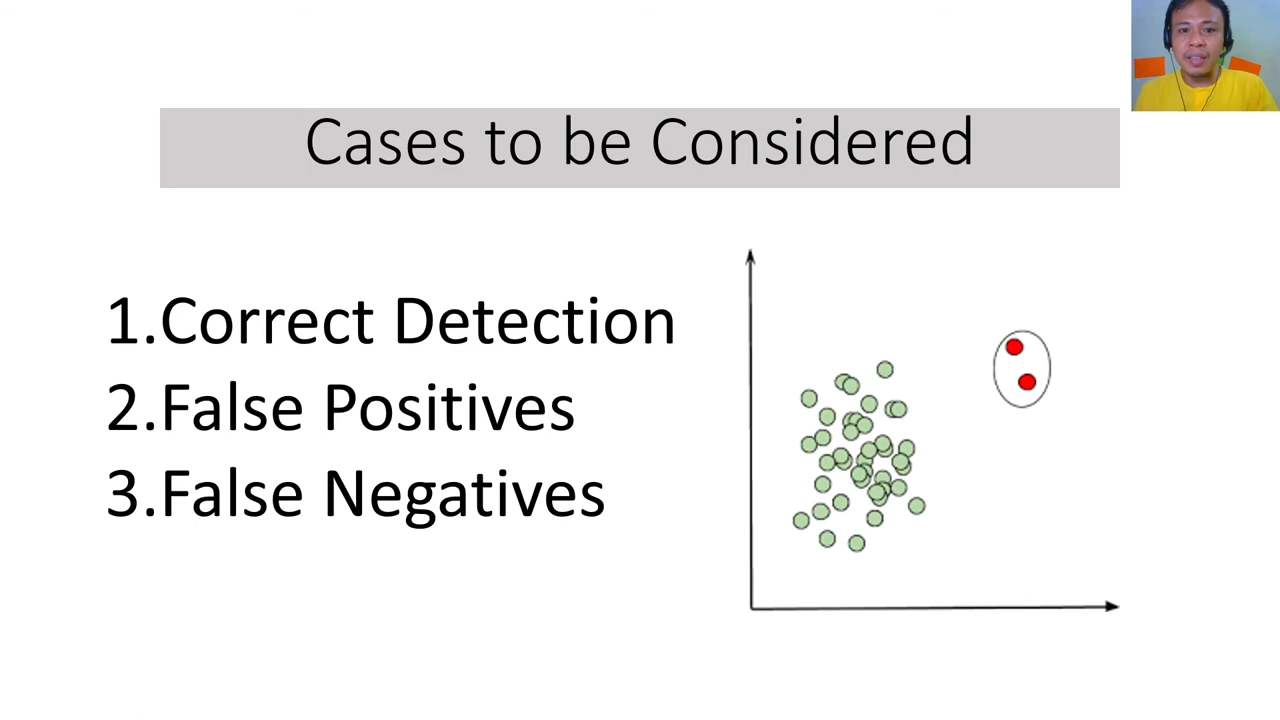 Cases to be Considered
1.Correct Detection
2.False Positives
3.False Negatives